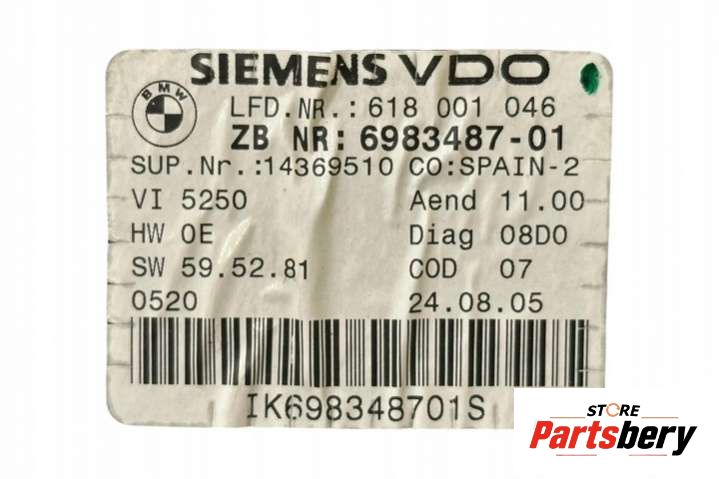 SIEMENS VDO
BMW
LFD.NR.: 618 001 046
ZB NR: 6983487-01
SUP.Nr.:14369510 CO:SPAIN-2
VI 5250 Aend 11.00
HW 0E Diag 08D0
SW 59.52.81 COD 07
0520 24.08.05
IK698348701S
STORE
Partsbery